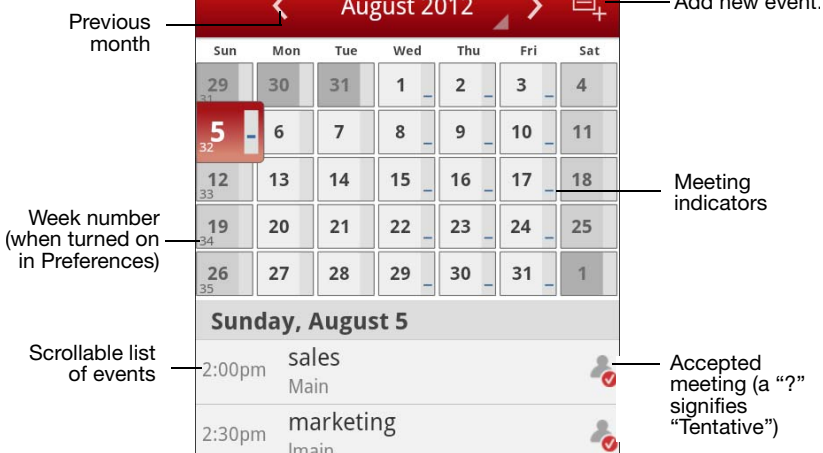 August 2012
Add new event.
Previous
month
Sun Mon Tue Wed Thu Fri Sat
29 30 31 1 2 3 4
31
5 6 7 8 9 10 11
32
12 13 14 15 16 17 18
33
Meeting
indicators
Week number
(when turned on
in Preferences)
19 20 21 22 23 24 25
34
26 27 28 29 30 31 1
35
Sunday, August 5
Scrollable list
of events
2:00pm sales
Main
Accepted
meeting (a “?”
signifies
“Tentative”)
2:30pm marketing
lmain